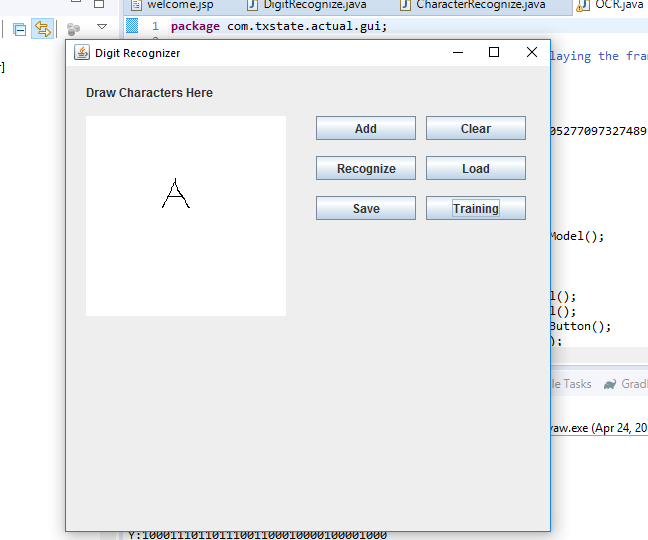 welcome.jsp DigitRecognize.java CharacterRecognize.java OCR.java
1 package com.txstate.actual.gui;
Digit Recognizer
laying the fram
Draw Characters Here
A
Add Clear
05277097327489
Recognize Load
Save Training
Model();
l();
l();
Button();
);
le Tasks Gradl
yaw.exe (Apr 24, 20
Y:10001110110111001100010000100001000